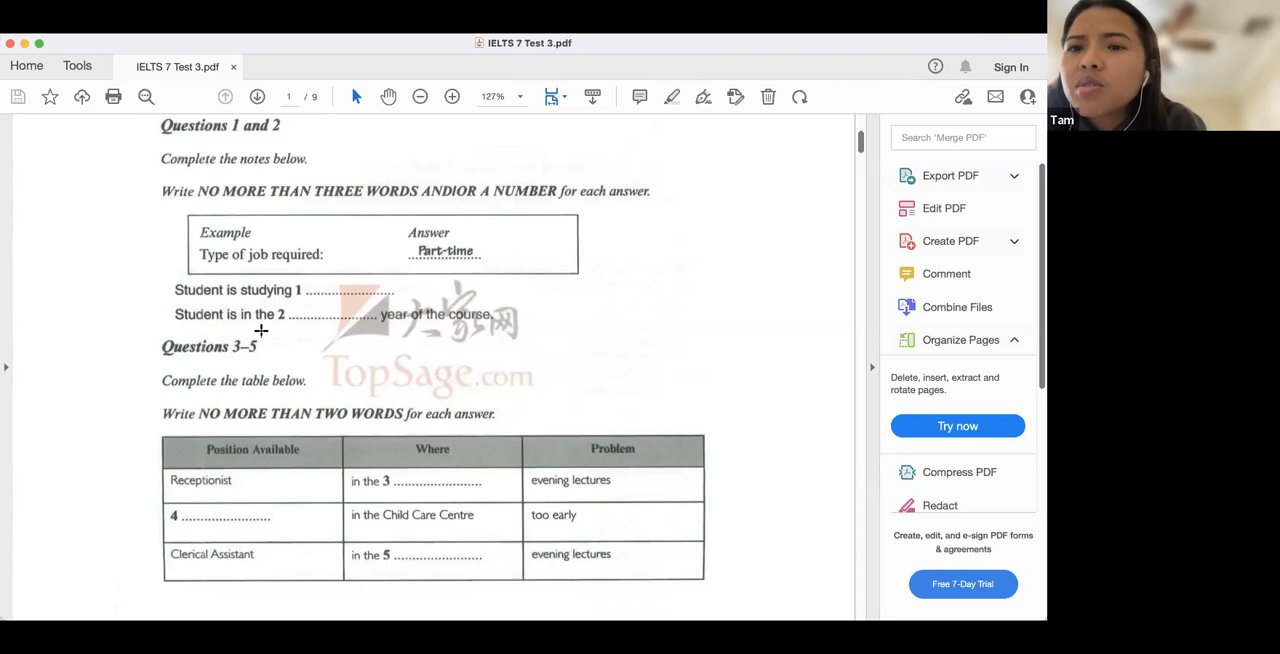 IELTS 7 Test 3.pdf
Home
Tools
IELTS 7 Test 3.pdf ×
Sign In
1 / 9
127%
Tam
Questions 1 and 2
Complete the notes below.
Write NO MORE THAN THREE WORDS ANDIOR A NUMBER for each answer.
Example Answer
Type of job required: Part-time
Student is studying 1 ........................
Student is in the 2 ........................ year of the course.
大家网
TopSage.com
Questions 3–5
Complete the table below.
Write NO MORE THAN TWO WORDS for each answer.
Position Available Where Problem
Receptionist in the 3 ........................ evening lectures
4 ........................ in the Child Care Centre too early
Clerical Assistant in the 5 ........................ evening lectures
Search 'Merge PDF'
Export PDF
Edit PDF
Create PDF
Comment
Combine Files
Organize Pages
Delete, insert, extract and
rotate pages.
Try now
Compress PDF
Redact
Create, edit, and e-sign PDF forms
& agreements
Free 7-Day Trial